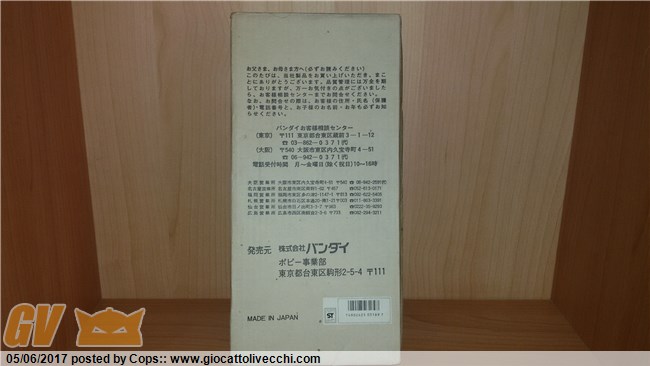 お父さま、お母さま方へ(必ずお読みください)
このたびは、当社製品をお買い上げいただき、まこ
とにありがとうございます。品質管理には万全を期
しておりますが、万一お気付きの点がございました
ら、お客様相談センターまでお問合せください。
なお、お問合せの際は、お客様の住所・氏名(保護
者)・電話番号と、お子様のお名前・お年も必ずお知
らせください。
バンダイお客様相談センター
(東京) 〒111 東京都台東区蔵前3-1-12
☎ 03-862-0371代
(大阪) 〒540 大阪市東区内久宝寺町4-51
☎ 06-942-0371代
電話受付時間 月~金曜日(除く祝日)10~16時
発売元 株式会社バンダイ
ポピー事業部
東京都台東区駒形2-5-4 〒111
MADE IN JAPAN
ST
GV
05/06/2017 posted by Cops:: www.giocattolivecchi.com